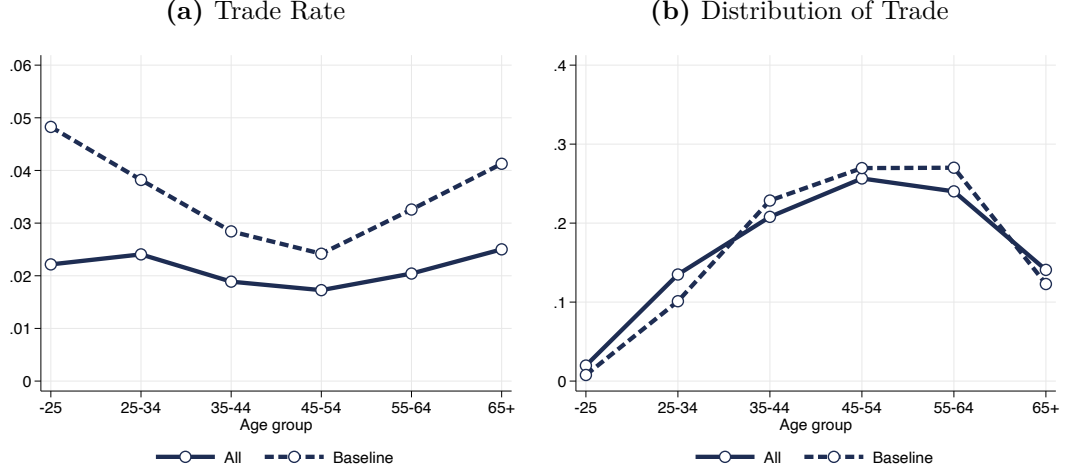 (a) Trade Rate
.06
.05
.04
.03
.02
.01
0
-25 25-34 35-44 45-54 55-64 65+
Age group
All Baseline
(b) Distribution of Trade
.4
.3
.2
.1
0
-25 25-34 35-44 45-54 55-64 65+
Age group
All Baseline